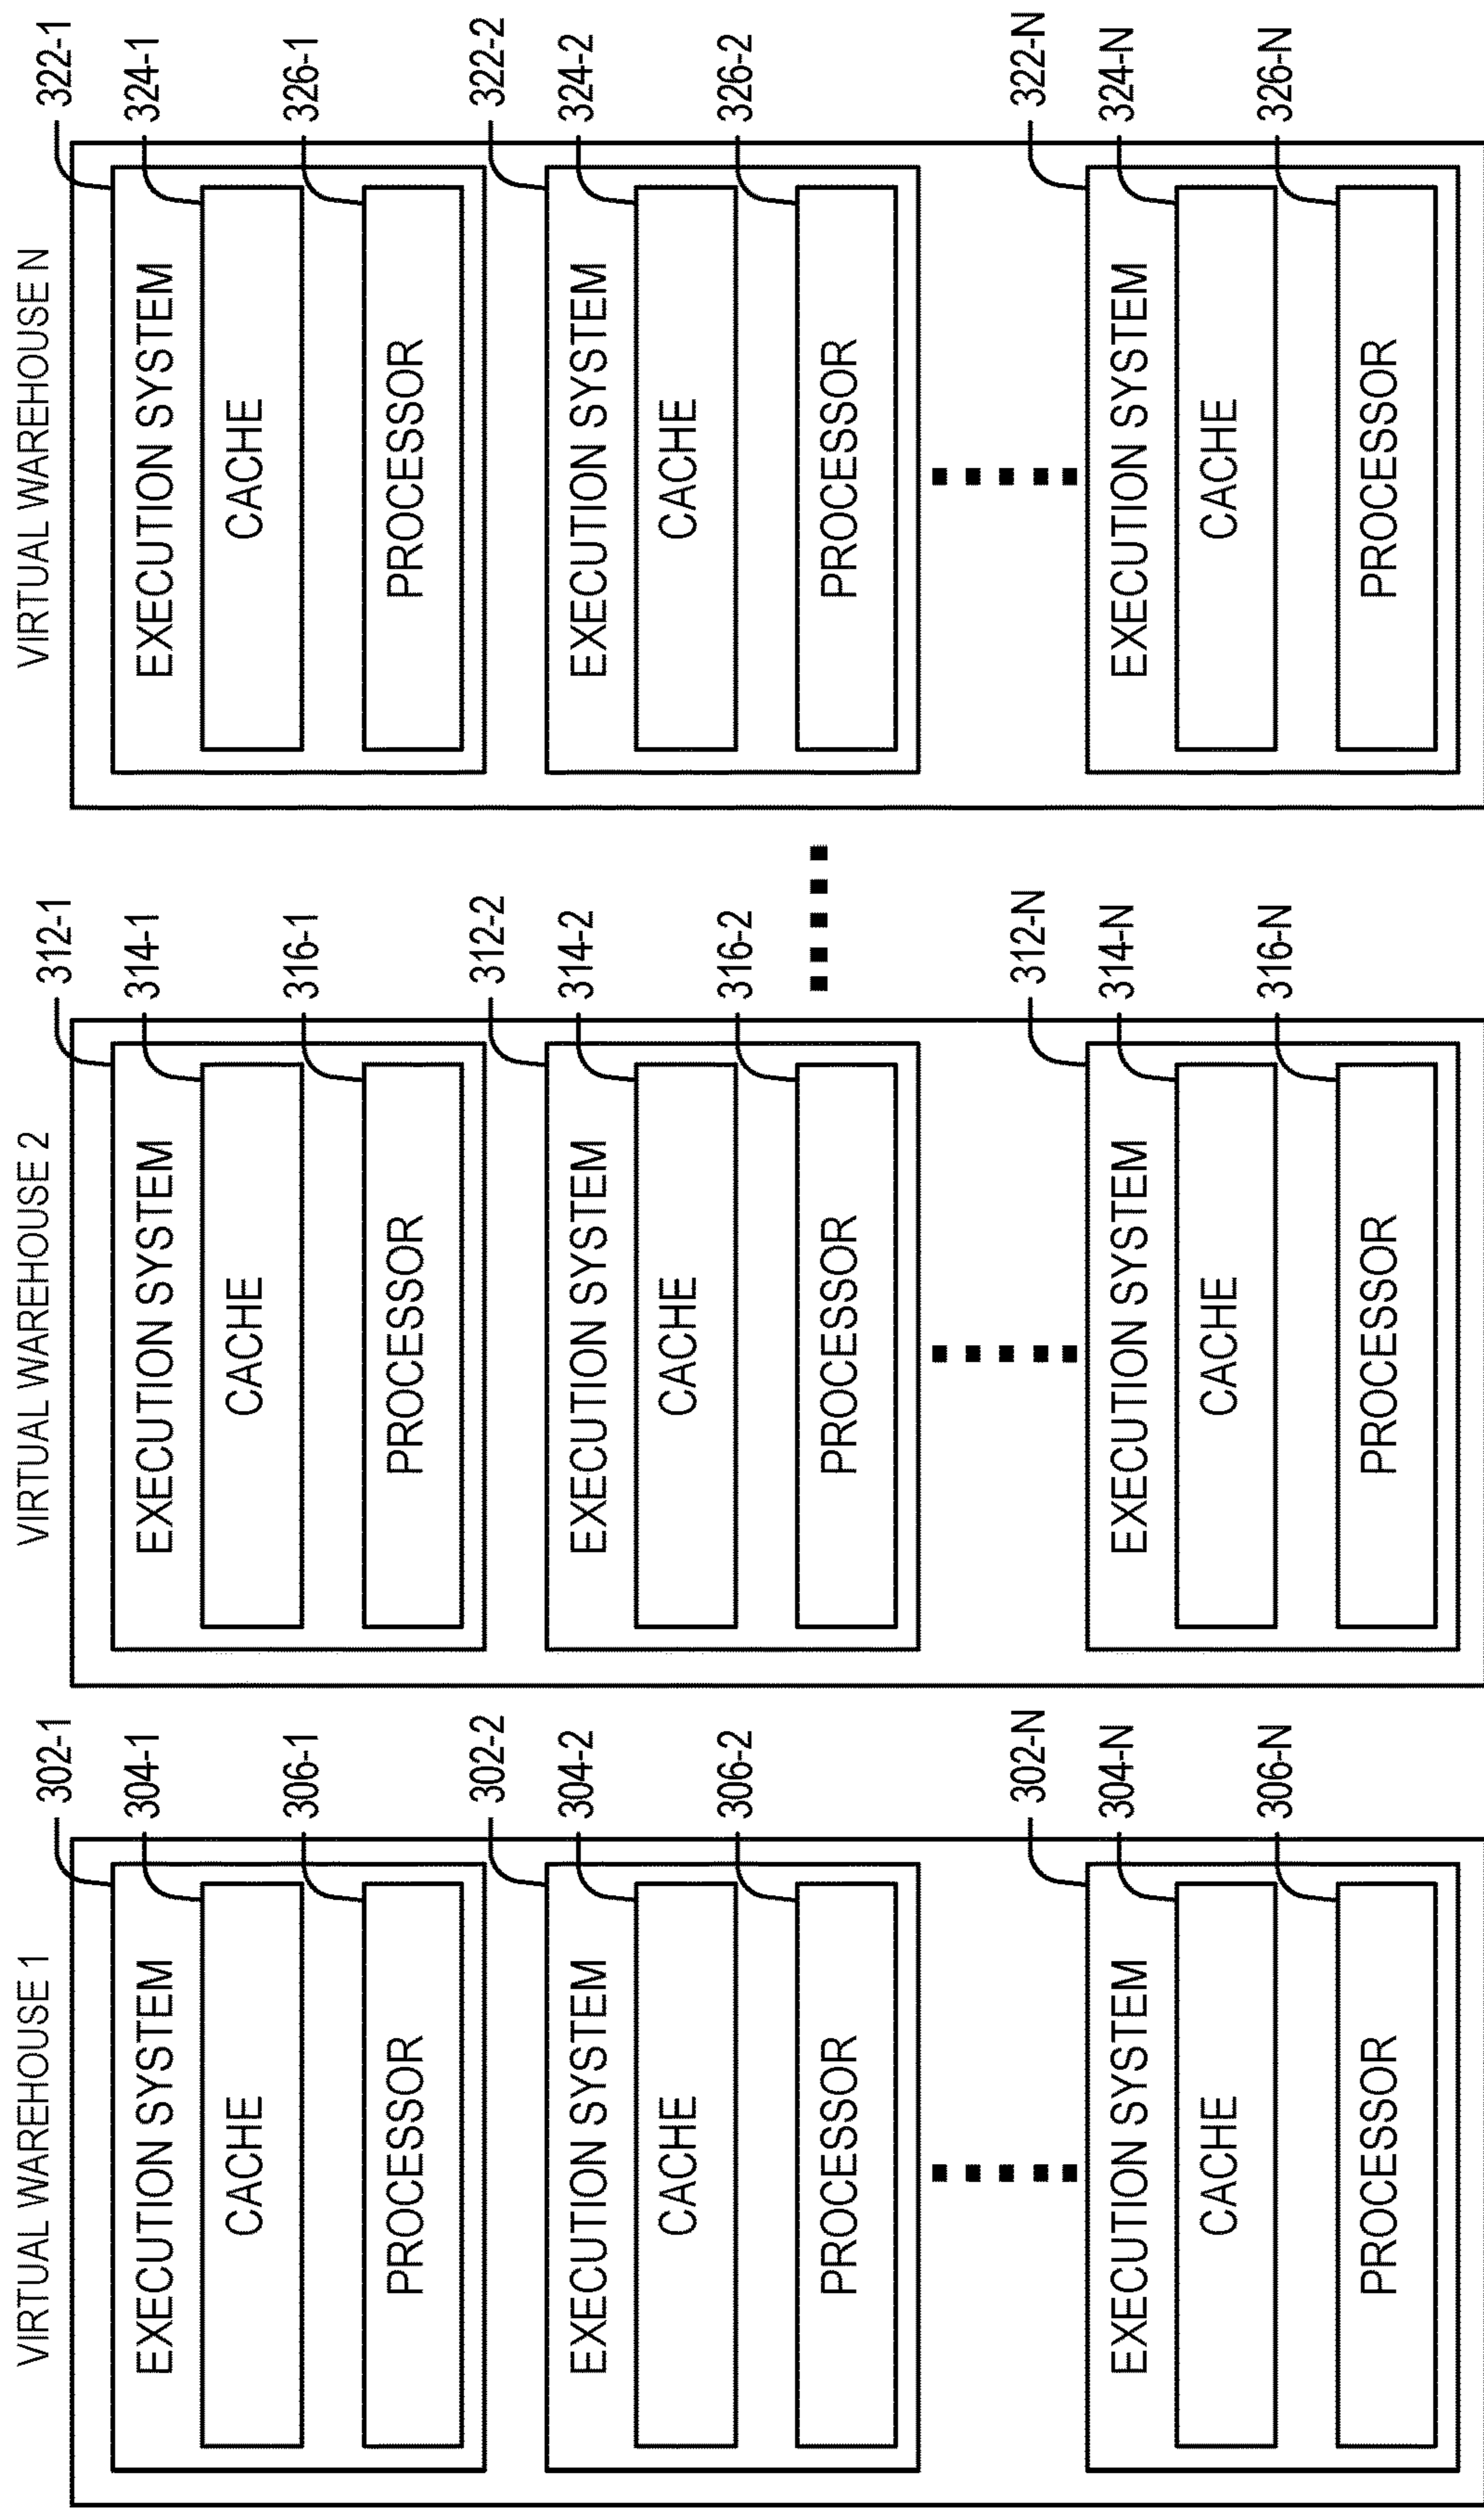 VIRTUAL WAREHOUSE 1
302-1
EXECUTION SYSTEM
304-1
CACHE
306-1
PROCESSOR
302-2
EXECUTION SYSTEM
304-2
CACHE
306-2
PROCESSOR
302-N
EXECUTION SYSTEM
304-N
CACHE
306-N
PROCESSOR
VIRTUAL WAREHOUSE 2
312-1
EXECUTION SYSTEM
314-1
CACHE
316-1
PROCESSOR
312-2
EXECUTION SYSTEM
314-2
CACHE
316-2
PROCESSOR
312-N
EXECUTION SYSTEM
314-N
CACHE
316-N
PROCESSOR
VIRTUAL WAREHOUSE N
322-1
EXECUTION SYSTEM
324-1
CACHE
326-1
PROCESSOR
322-2
EXECUTION SYSTEM
324-2
CACHE
326-2
PROCESSOR
322-N
EXECUTION SYSTEM
324-N
CACHE
326-N
PROCESSOR